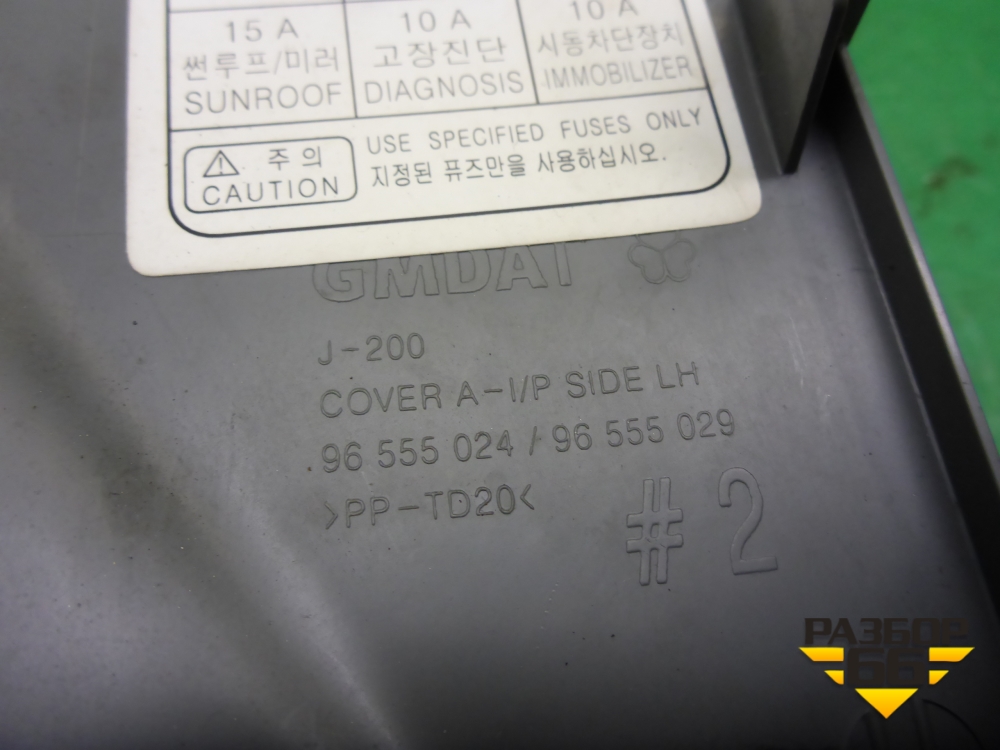 15 A
10 A
10 A
썬루프/미러
고장진단
시동차단장치
SUNROOF
DIAGNOSIS
IMMOBILIZER
주의
CAUTION
USE SPECIFIED FUSES ONLY
지정된 퓨즈만을 사용하십시오.
GMDAT
J-200
COVER A-I/P SIDE LH
96 555 024 / 96 555 029
>PP-TD20<
# 2
РАЗБОР
66